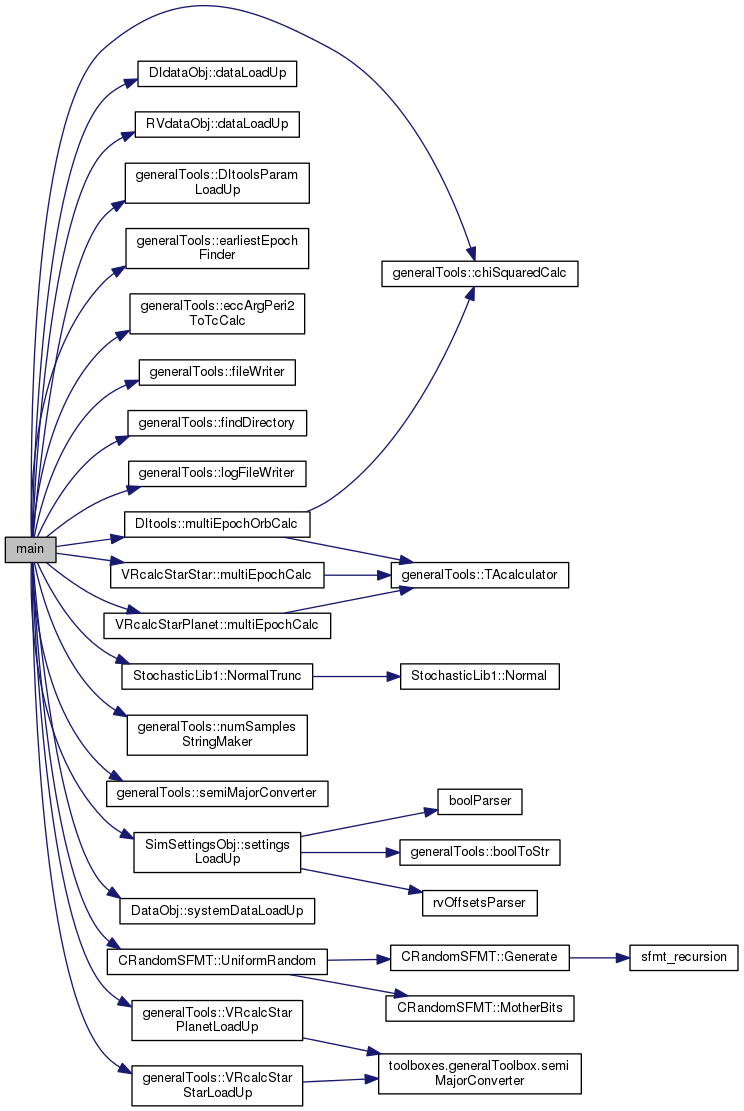 main
DIdataObj::dataLoadUp
RVdataObj::dataLoadUp
generalTools::DItoolsParam
LoadUp
generalTools::earliestEpoch
Finder
generalTools::eccArgPeri2
ToTcCalc
generalTools::fileWriter
generalTools::findDirectory
generalTools::logFileWriter
DItools::multiEpochOrbCalc
VRcalcStarStar::multiEpochCalc
VRcalcStarPlanet::multiEpochCalc
StochasticLib1::NormalTrunc
generalTools::numSamples
StringMaker
generalTools::semiMajorConverter
SimSettingsObj::settings
LoadUp
DataObj::systemDataLoadUp
CRandomSFMT::UniformRandom
generalTools::VRcalcStar
PlanetLoadUp
generalTools::VRcalcStar
StarLoadUp
generalTools::chiSquaredCalc
generalTools::TAcalculator
StochasticLib1::Normal
boolParser
generalTools::boolToStr
rvOffsetsParser
CRandomSFMT::Generate
CRandomSFMT::MotherBits
toolboxes.generalToolbox.semi
MajorConverter
sfmt_recursion